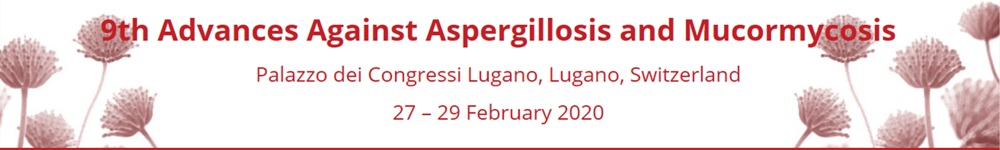 9th Advances Against Aspergillosis and Mucormycosis
Palazzo dei Congressi Lugano, Lugano, Switzerland
27 – 29 February 2020